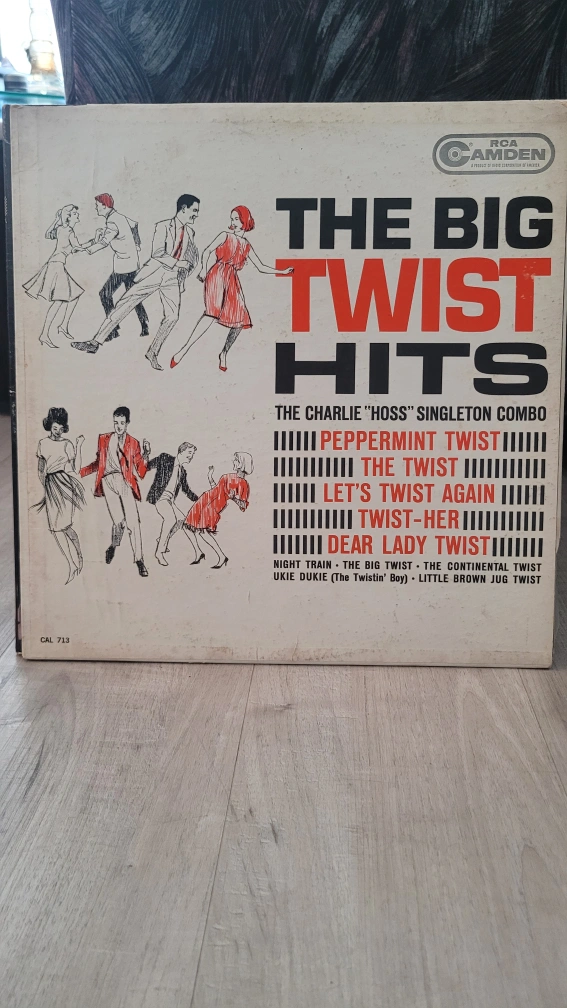 RCA
CAMDEN
THE BIG
TWIST
HITS
THE CHARLIE "HOSS" SINGLETON COMBO
PEPPERMINT TWIST
THE TWIST
LET'S TWIST AGAIN
TWIST-HER
DEAR LADY TWIST
NIGHT TRAIN • THE BIG TWIST • THE CONTINENTAL TWIST
UKIE DUKIE (The Twistin' Boy) • LITTLE BROWN JUG TWIST
CAL 713